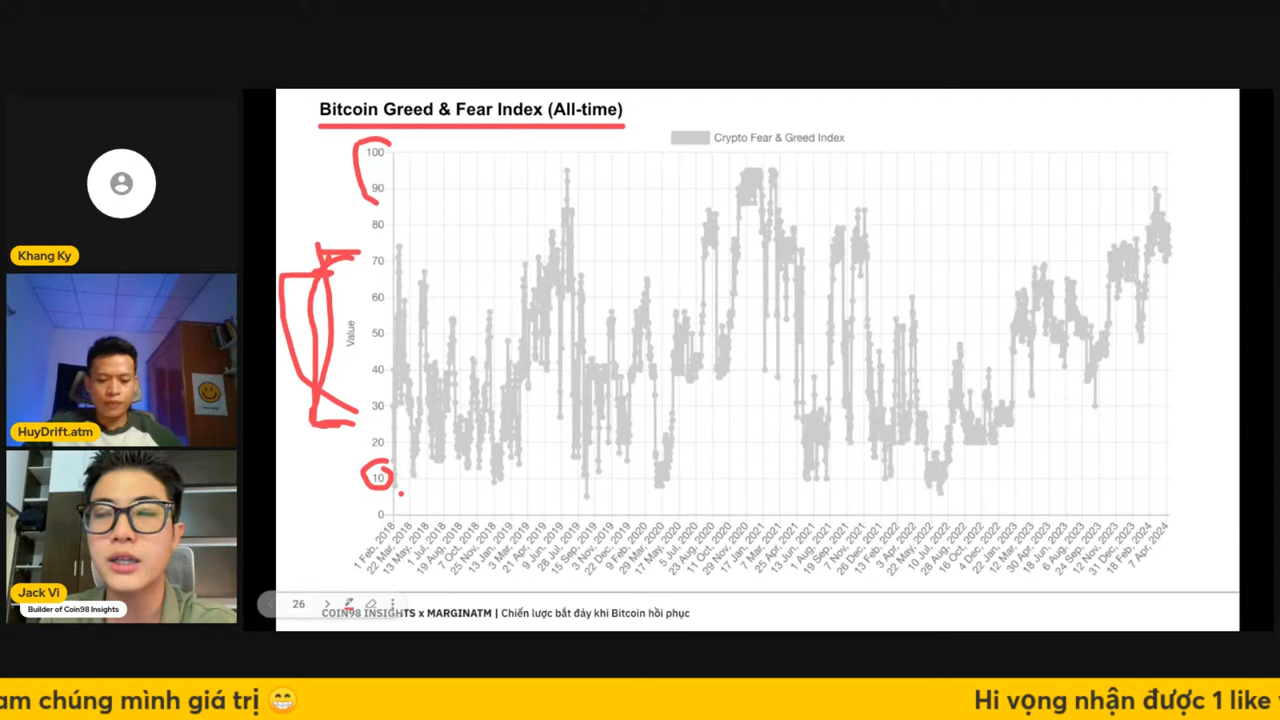 Bitcoin Greed & Fear Index (All-time)
Crypto Fear & Greed Index
100
90
80
70
60
50
40
30
20
10
0
Value
1 Feb, 2018
22 Mar, 2018
13 May, 2018
1 Jul, 2018
19 Aug, 2018
7 Oct, 2018
25 Nov, 2018
13 Jan, 2019
3 Mar, 2019
21 Apr, 2019
9 Jun, 2019
28 Jul, 2019
15 Sep, 2019
3 Nov, 2019
22 Dec, 2019
9 Feb, 2020
29 Mar, 2020
17 May, 2020
5 Jul, 2020
23 Aug, 2020
11 Oct, 2020
29 Nov, 2020
17 Jan, 2021
7 Mar, 2021
25 Apr, 2021
13 Jun, 2021
1 Aug, 2021
19 Sep, 2021
7 Nov, 2021
26 Dec, 2021
13 Feb, 2022
3 Apr, 2022
22 May, 2022
10 Jul, 2022
28 Aug, 2022
16 Oct, 2022
4 Dec, 2022
22 Jan, 2023
12 Mar, 2023
30 Apr, 2023
18 Jun, 2023
6 Aug, 2023
24 Sep, 2023
12 Nov, 2023
31 Dec, 2023
18 Feb, 2024
7 Apr, 2024
Khang Ky
HuyDrift.atm
Jack Vĩ
Builder of Coin98 Insights
26
COIN98 INSIGHTS x MARGINATM | Chiến lược bắt đáy khi Bitcoin hồi phục
am chúng mình giá trị 😁
Hi vọng nhận được 1 like